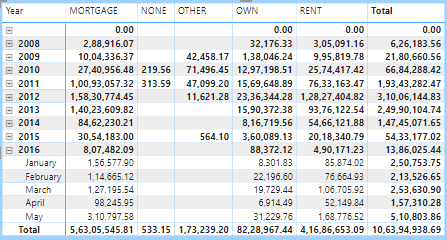 Year MORTGAGE NONE OTHER OWN RENT Total
0.00 0.00 0.00
2008 2,88,916.07 32,176.33 3,05,091.16 6,26,183.56
2009 10,04,336.37 42,458.17 1,38,046.24 9,95,819.78 21,80,660.56
2010 27,40,956.48 219.56 71,496.45 12,97,198.51 25,74,417.42 66,84,288.42
2011 1,00,93,057.32 313.59 47,099.20 15,69,648.89 76,33,163.47 1,93,43,282.47
2012 1,58,30,774.45 11,621.28 23,36,344.28 1,28,27,404.82 3,10,06,144.83
2013 1,40,23,609.82 15,90,372.38 93,76,122.54 2,49,90,104.74
2014 84,62,230.21 8,16,719.56 54,66,121.88 1,47,45,071.65
2015 30,54,183.00 564.10 3,60,089.13 20,18,340.79 54,33,177.02
2016 8,07,482.09 88,372.12 4,90,171.23 13,86,025.44
January 1,56,577.90 8,301.83 85,874.02 2,50,753.75
February 1,14,665.12 22,196.60 76,664.93 2,13,526.65
March 1,27,195.54 19,729.44 1,06,705.92 2,53,630.90
April 98,245.95 6,914.49 52,149.84 1,57,310.28
May 3,10,797.58 31,229.76 1,68,776.52 5,10,803.86
Total 5,63,05,545.81 533.15 1,73,239.20 82,28,967.44 4,16,86,653.09 10,63,94,938.69